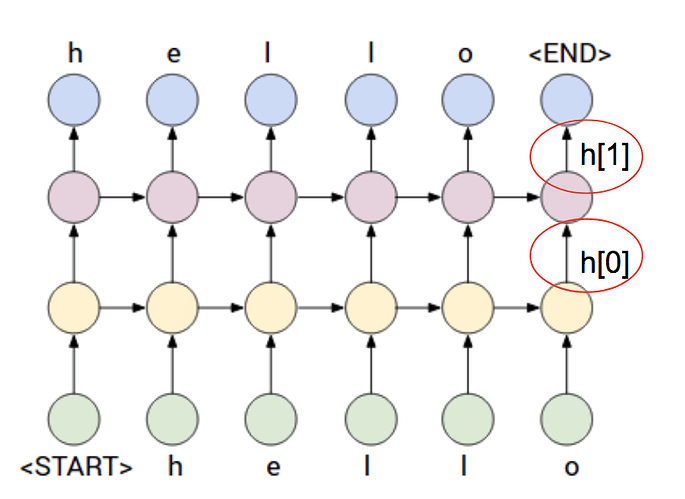 h e l l o <END>
h[1]
h[0]
<START> h e l l o